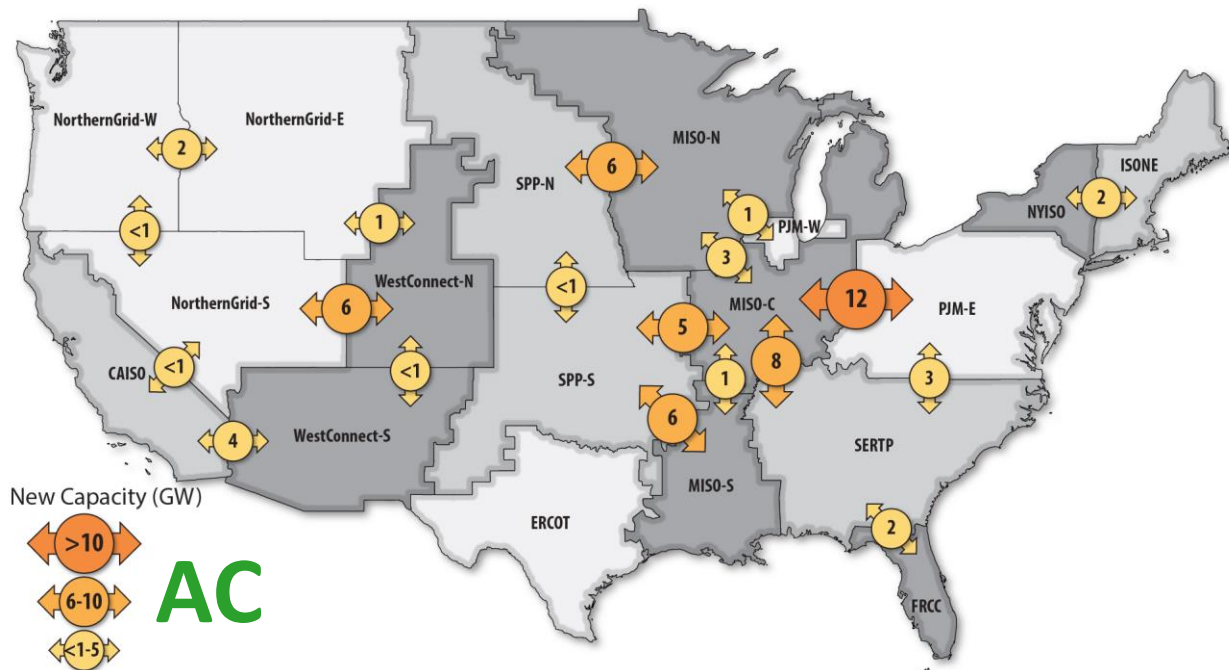 NorthernGrid-W
NorthernGrid-E
MISO-N
2
6
SPP-N
ISONE
2
NYISO
1
1
PJM-W
<1
3
WestConnect-N
<1
NorthernGrid-S
6
MISO-C
12
PJM-E
5
8
CAISO
<1
<1
1
3
SPP-S
6
4
WestConnect-S
SERTP
MISO-S
New Capacity (GW)
ERCOT
2
>10
AC
6-10
FRCC
<1-5